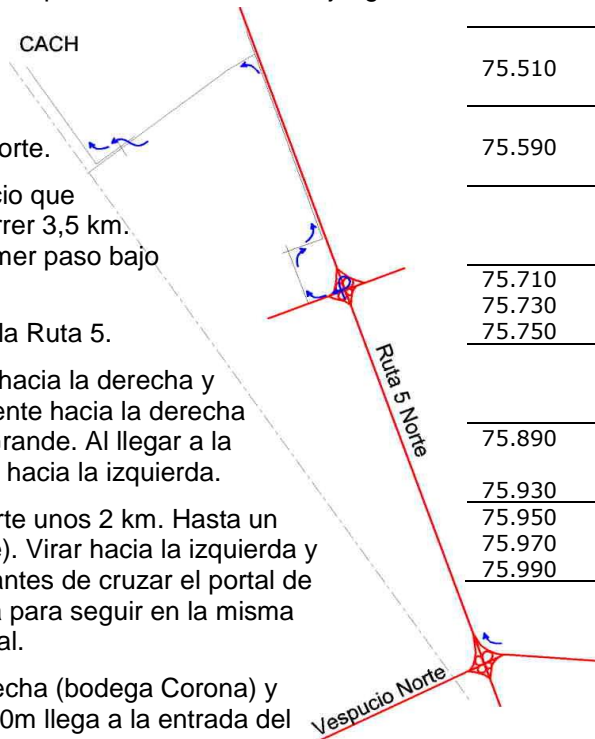 CACH
orte.
cio que
rrer 3,5 km.
mer paso bajo
la Ruta 5.
hacia la derecha y
ente hacia la derecha
Grande. Al llegar a la
hacia la izquierda.
rte unos 2 km. Hasta un
e). Virar hacia la izquierda y
antes de cruzar el portal de
a para seguir en la misma
al.
echa (bodega Corona) y
0m llega a la entrada del
Ruta 5 Norte
Vespucio Norte
75.510
75.590
75.710
75.730
75.750
75.890
75.930
75.950
75.970
75.990